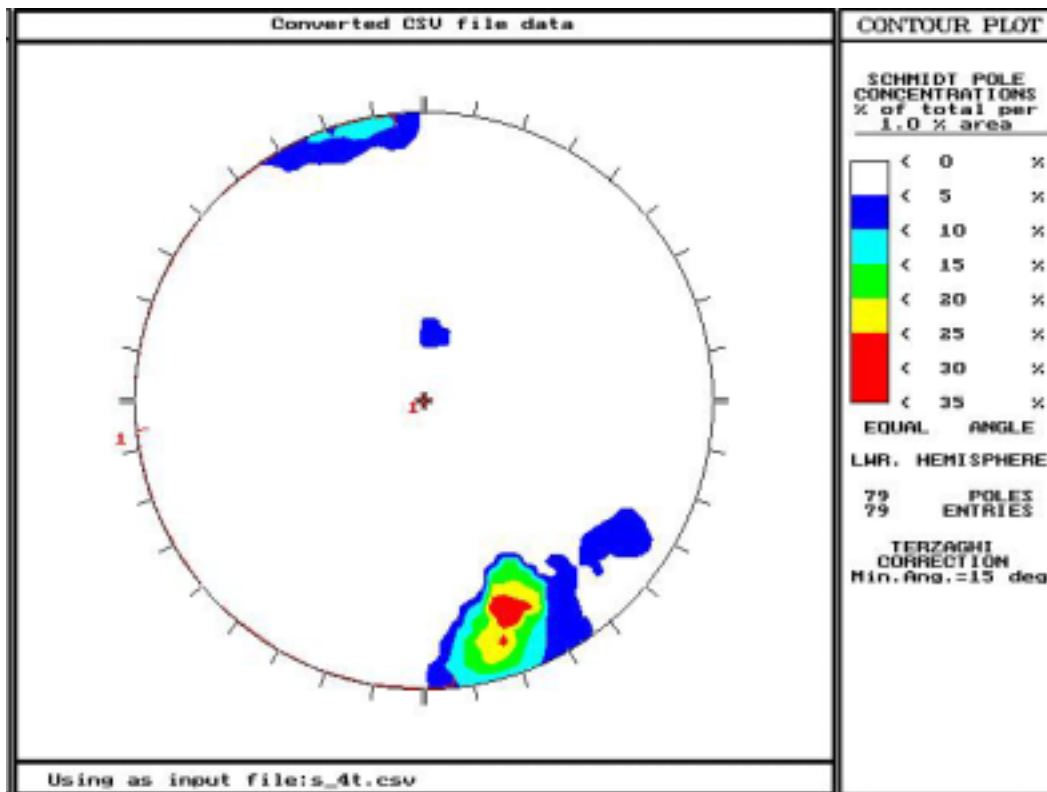 Converted CSV file data
CONTOUR PLOT
SCHMIDT POLE
CONCENTRATIONS
% of total per
1.0 % area
< 0 %
< 5 %
< 10 %
< 15 %
< 20 %
< 25 %
< 30 %
< 35 %
EQUAL ANGLE
LWR. HEMISPHERE
79 POLES
79 ENTRIES
TERZAGHI
CORRECTION
Min.Ang.=15 deg
1
1
Using as input file:s_4t.csv